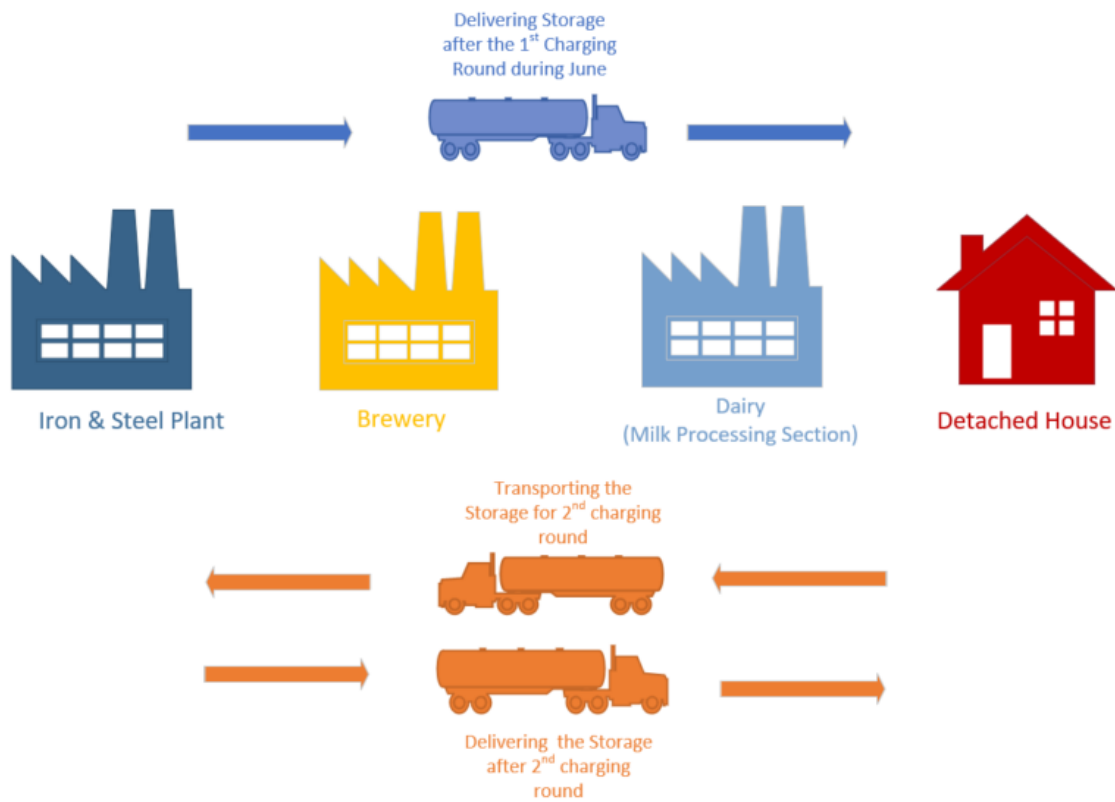 Delivering Storage
after the 1st Charging
Round during June
Iron & Steel Plant
Brewery
Dairy
(Milk Processing Section)
Detached House
Transporting the
Storage for 2nd charging
round
Delivering the Storage
after 2nd charging
round